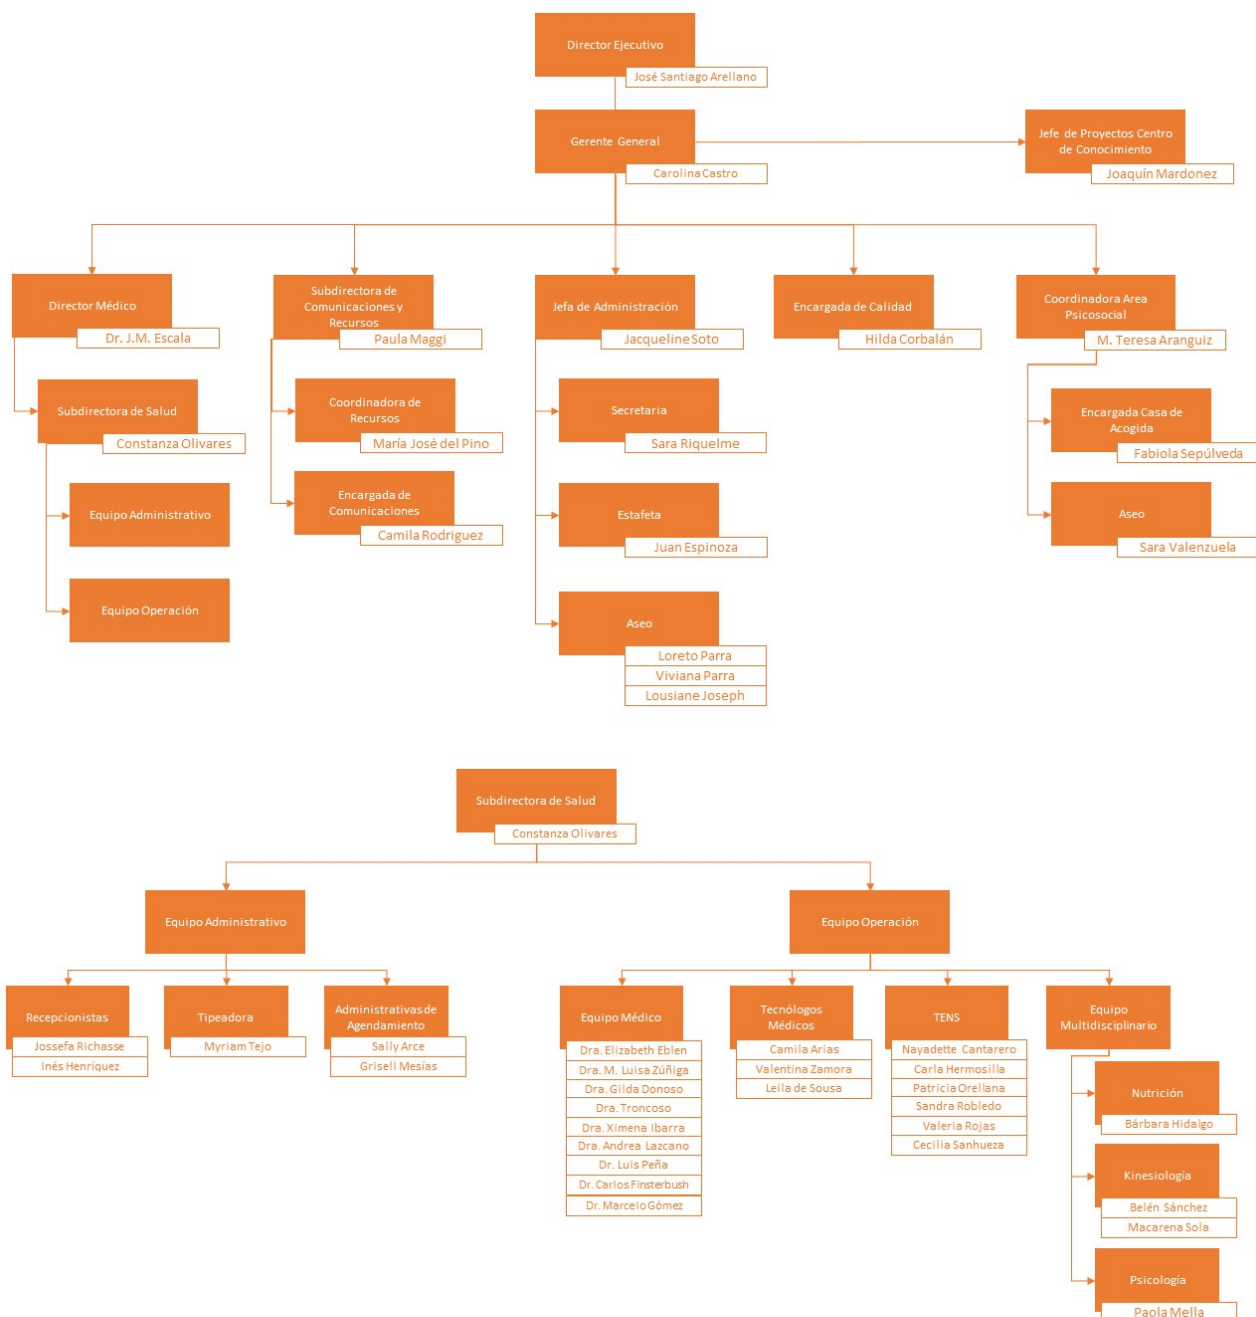 Director Ejecutivo
José Santiago Arellano
Gerente General
Carolina Castro
Jefe de Proyectos Centro
de Conocimiento
Joaquín Mardonez
Director Médico
Dr. J.M. Escala
Subdirectora de
Comunicaciones y
Recursos
Paula Maggi
Jefa de Administración
Jacqueline Soto
Encargada de Calidad
Hilda Corbalán
Coordinadora Area
Psicosocial
M. Teresa Aranguiz
Subdirectora de Salud
Constanza Olivares
Equipo Administrativo
Equipo Operación
Coordinadora de
Recursos
María José del Pino
Encargada de
Comunicaciones
Camila Rodriguez
Secretaria
Sara Riquelme
Estafeta
Juan Espinoza
Aseo
Loreto Parra
Viviana Parra
Lousiane Joseph
Encargada Casa de
Acogida
Fabiola Sepúlveda
Aseo
Sara Valenzuela
Subdirectora de Salud
Constanza Olivares
Equipo Administrativo
Equipo Operación
Recepcionistas
Jossefa Richasse
Inés Henríquez
Tipeadora
Myriam Tejo
Administrativas de
Agendamiento
Sally Arce
Grisell Mesías
Equipo Médico
Dra. Elizabeth Eblen
Dra. M. Luisa Zúñiga
Dra. Gilda Donoso
Dra. Troncoso
Dra. Ximena Ibarra
Dra. Andrea Lazcano
Dr. Luis Peña
Dr. Carlos Finsterbush
Dr. Marcelo Gómez
Tecnólogos
Médicos
Camila Arias
Valentina Zamora
Leila de Sousa
TENS
Nayadette Cantarero
Carla Hermosilla
Patricia Orellana
Sandra Robledo
Valeria Rojas
Cecilia Sanhueza
Equipo
Multidisciplinario
Nutrición
Bárbara Hidalgo
Kinesiología
Belén Sánchez
Macarena Sola
Psicología
Paola Mella